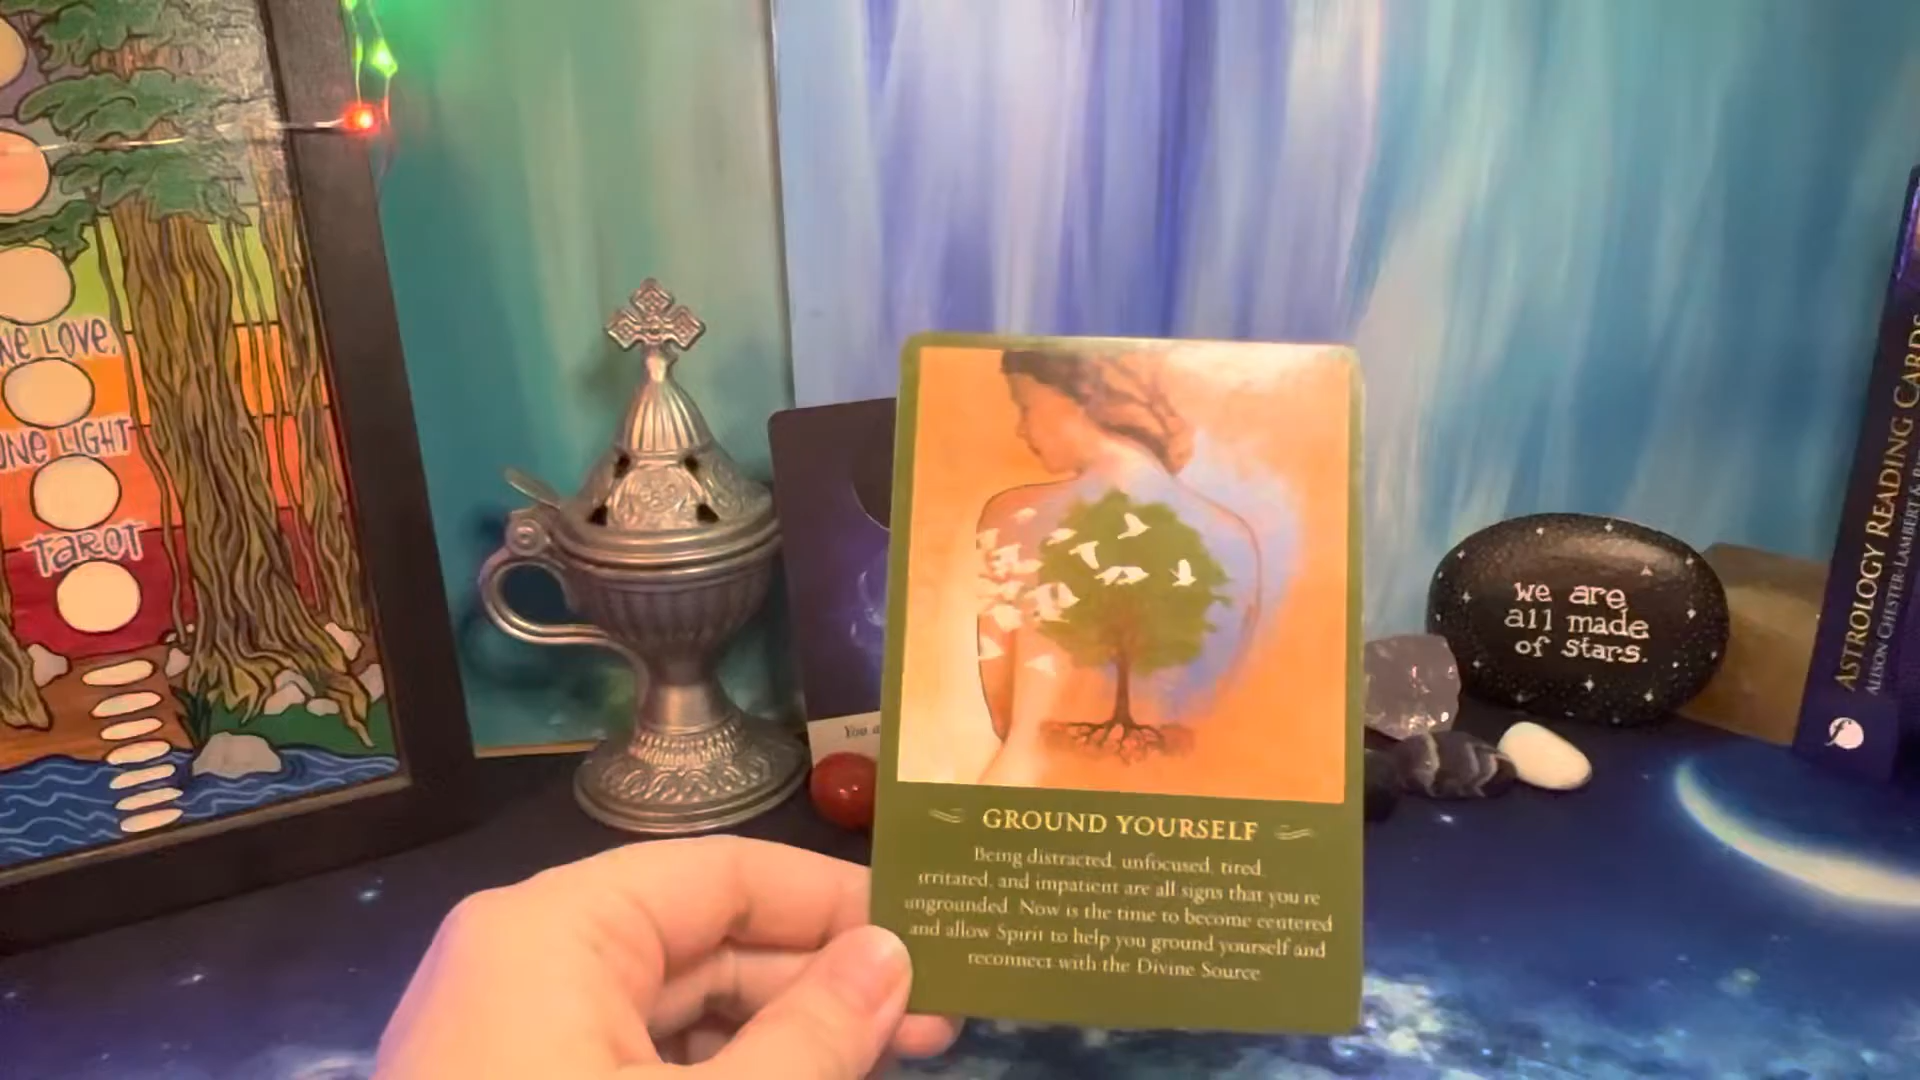 NE LOVE,
ONE LIGHT
TAROT
You a
GROUND YOURSELF
Being distracted, unfocused, tired,
irritated, and impatient are all signs that you're
ungrounded. Now is the time to become centered
and allow Spirit to help you ground yourself and
reconnect with the Divine Source.
we are
all made
of stars.
ASTROLOGY READING CARDS
ALISON CHESTER-LAMBERT &